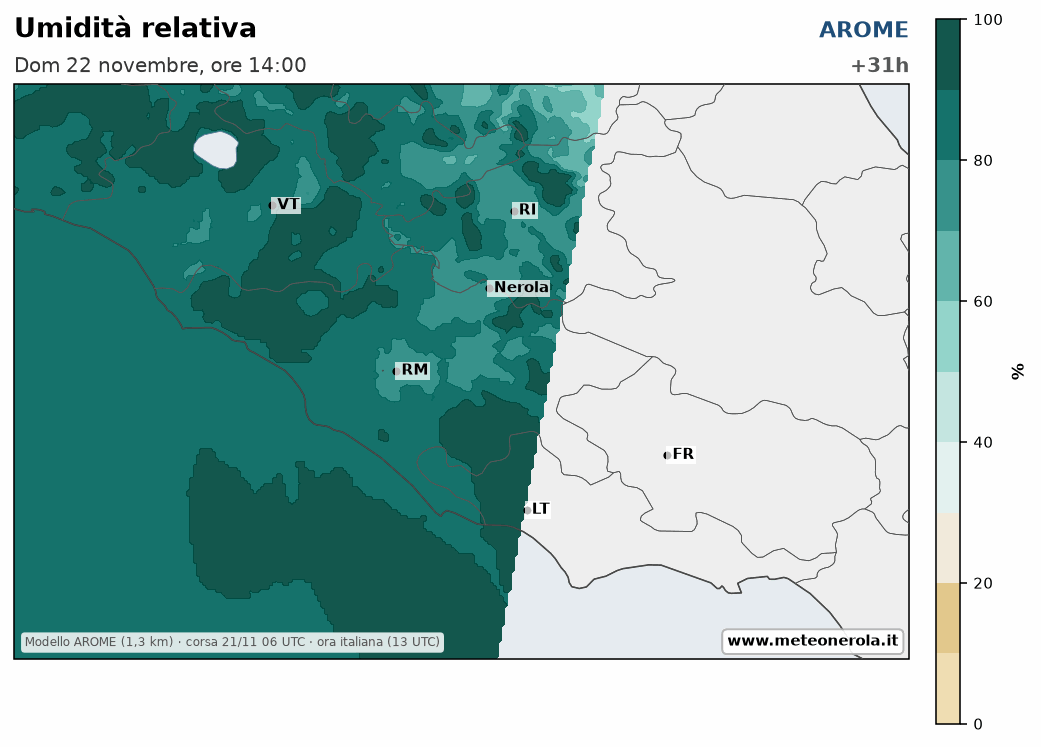 Umidità relativa
AROME
Dom 22 novembre, ore 14:00
+31h
100
80
60
40
20
0
%
VT
RI
Nerola
RM
FR
LT
Modello AROME (1,3 km) · corsa 21/11 06 UTC · ora italiana (13 UTC)
www.meteonerola.it